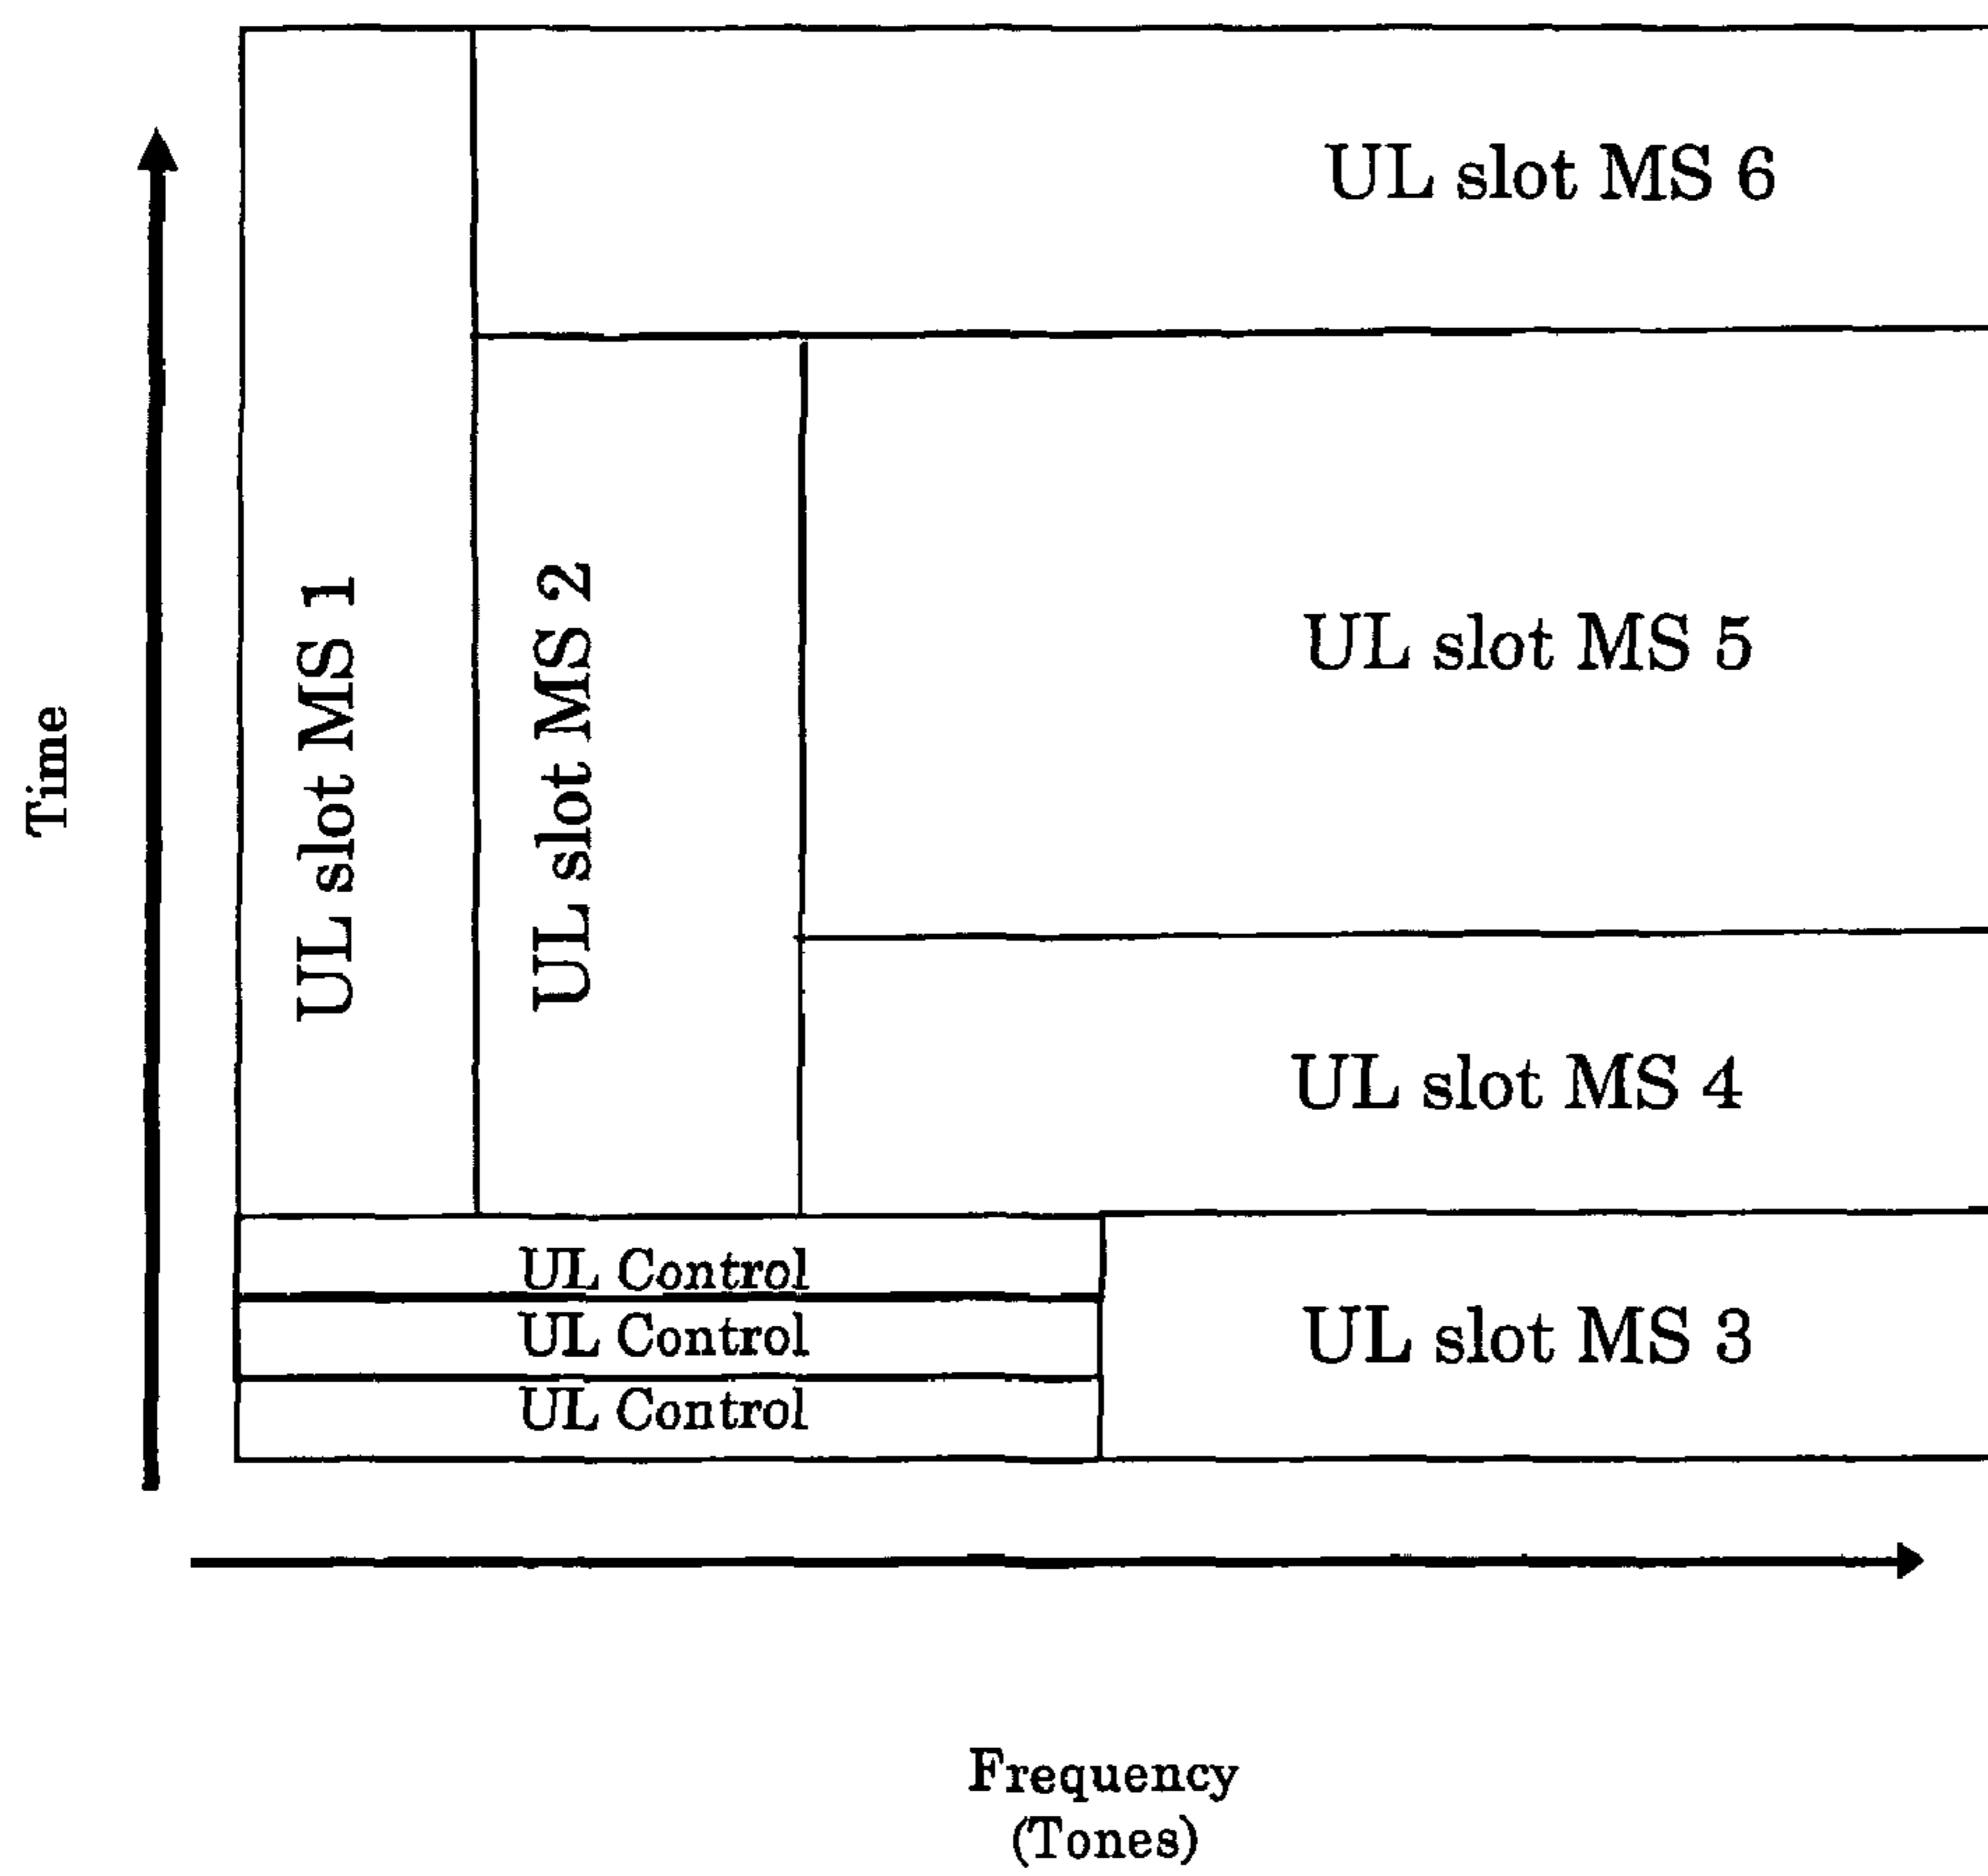 UL slot MS 6
UL slot MS 5
UL slot MS 4
UL slot MS 3
UL slot MS 1
UL slot MS 2
UL Control
UL Control
UL Control
Time
Frequency
(Tones)